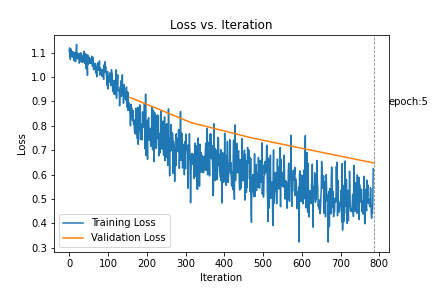 Loss vs. Iteration
1.1
1.0
0.9
0.8
0.7
0.6
0.5
0.4
0.3
Loss
epoch:5
Training Loss
Validation Loss
0 100 200 300 400 500 600 700 800
Iteration